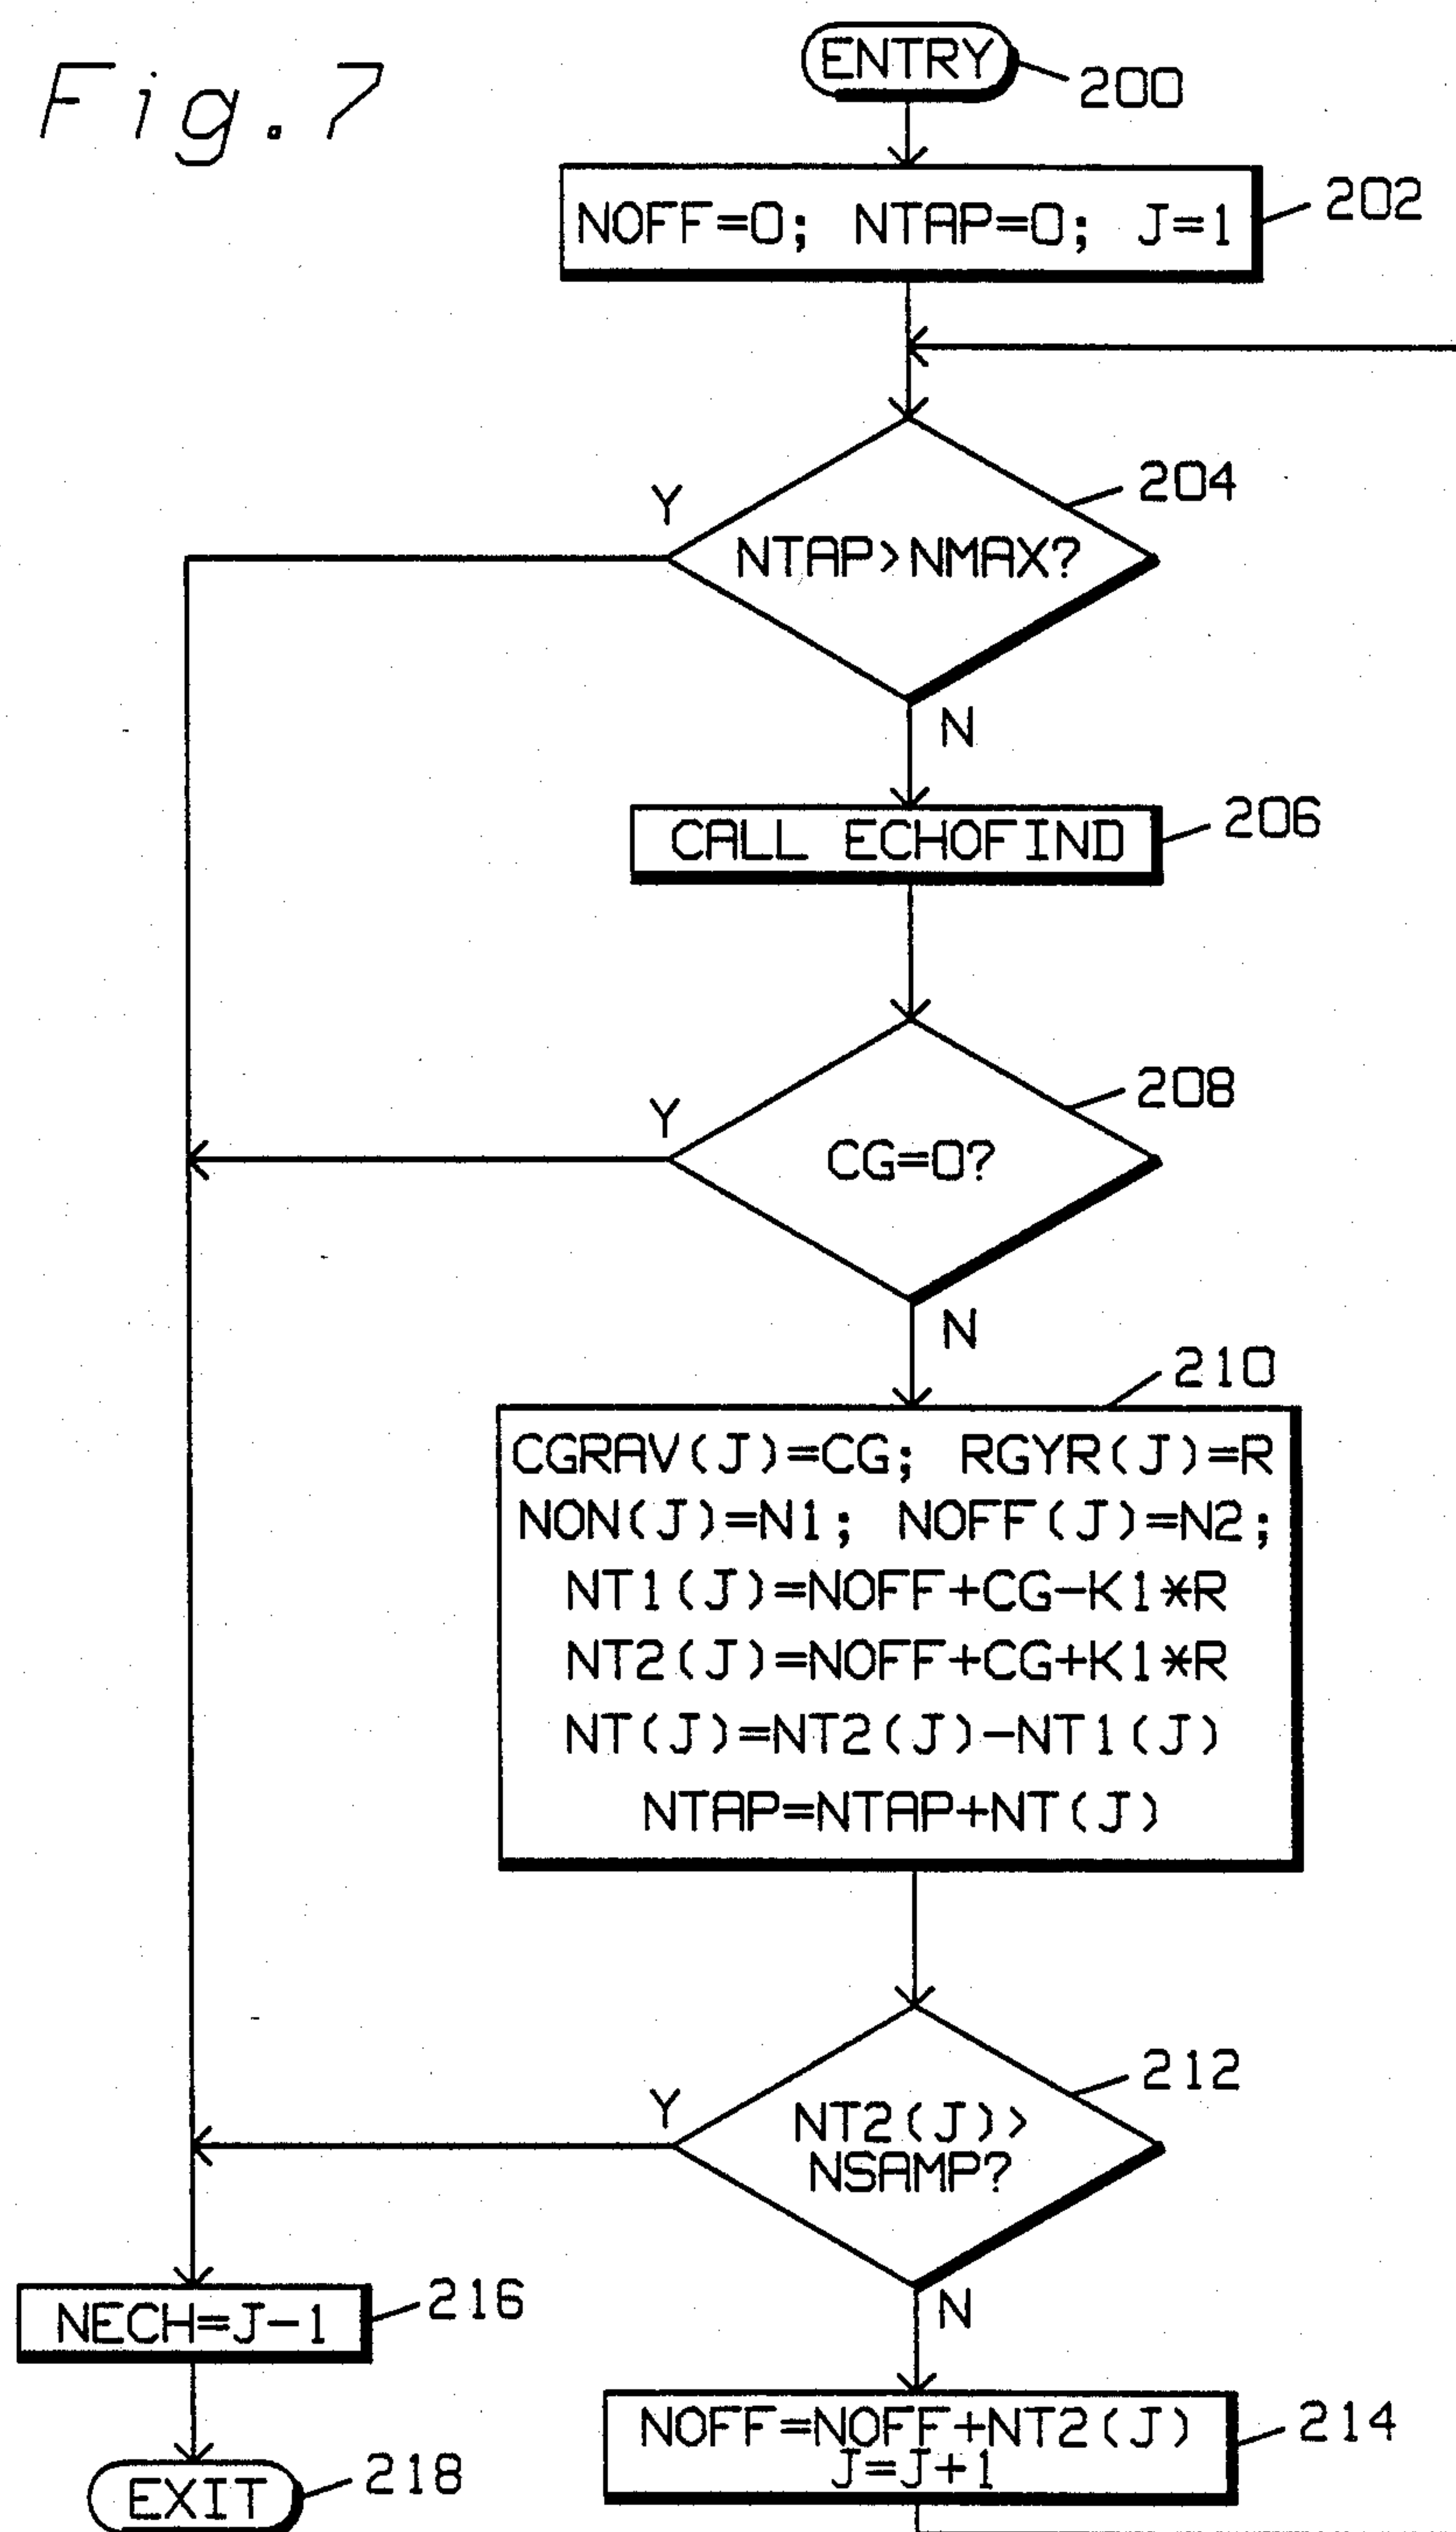 Fig.7
ENTRY
200
NOFF=0; NTAP=0; J=1
202
204
Y
NTAP>NMAX?
N
CALL ECHOFIND
206
208
Y
CG=0?
N
210
CGRAV(J)=CG; RGYR(J)=R
NON(J)=N1; NOFF(J)=N2;
NT1(J)=NOFF+CG-K1*R
NT2(J)=NOFF+CG+K1*R
NT(J)=NT2(J)-NT1(J)
NTAP=NTAP+NT(J)
212
Y
NT2(J)>
NSAMP?
N
NECH=J-1
216
NOFF=NOFF+NT2(J)
J=J+1
214
EXIT
218